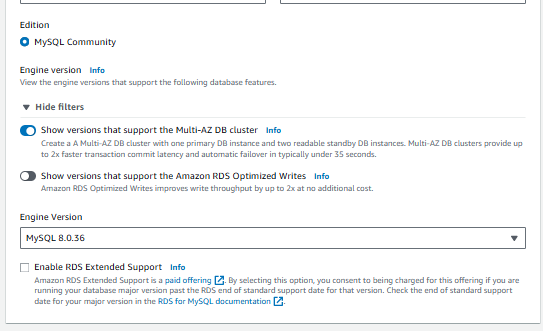 Edition
MySQL Community
Engine version Info
View the engine versions that support the following database features.
Hide filters
Show versions that support the Multi-AZ DB cluster Info
Create a A Multi-AZ DB cluster with one primary DB instance and two readable standby DB instances. Multi-AZ DB clusters provide up
to 2x faster transaction commit latency and automatic failover in typically under 35 seconds.
Show versions that support the Amazon RDS Optimized Writes Info
Amazon RDS Optimized Writes improves write throughput by up to 2x at no additional cost.
Engine Version
MySQL 8.0.36
Enable RDS Extended Support Info
Amazon RDS Extended Support is a paid offering. By selecting this option, you consent to being charged for this offering if you are
running your database major version past the RDS end of standard support date for that version. Check the end of standard support
date for your major version in the RDS for MySQL documentation.